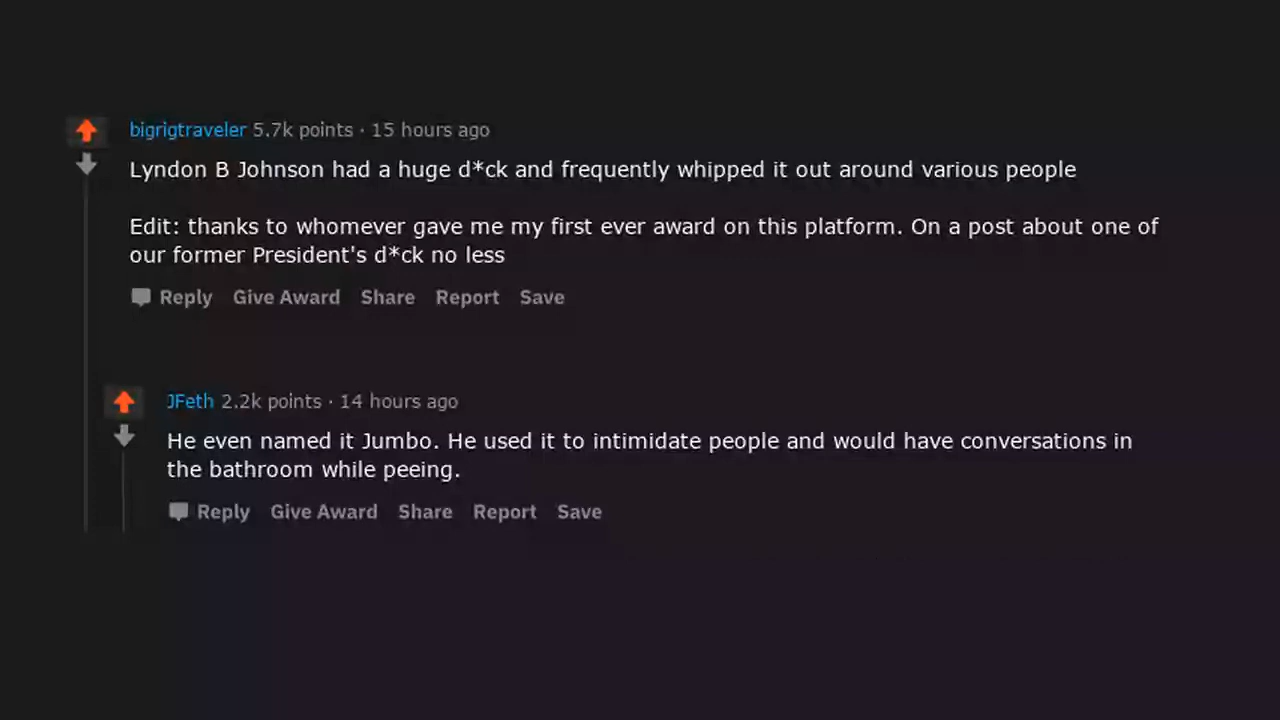 bigrigtraveler 5.7k points · 15 hours ago
Lyndon B Johnson had a huge d*ck and frequently whipped it out around various people
Edit: thanks to whomever gave me my first ever award on this platform. On a post about one of
our former President's d*ck no less
Reply Give Award Share Report Save
JFeth 2.2k points · 14 hours ago
He even named it Jumbo. He used it to intimidate people and would have conversations in
the bathroom while peeing.
Reply Give Award Share Report Save